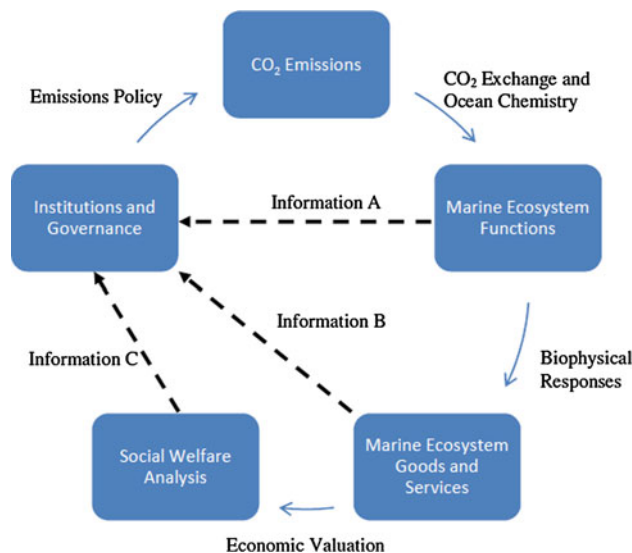 CO₂ Emissions
Emissions Policy
CO₂ Exchange and
Ocean Chemistry
Institutions and
Governance
Information A
Marine Ecosystem
Functions
Information B
Information C
Biophysical
Responses
Social Welfare
Analysis
Marine Ecosystem
Goods and
Services
Economic Valuation